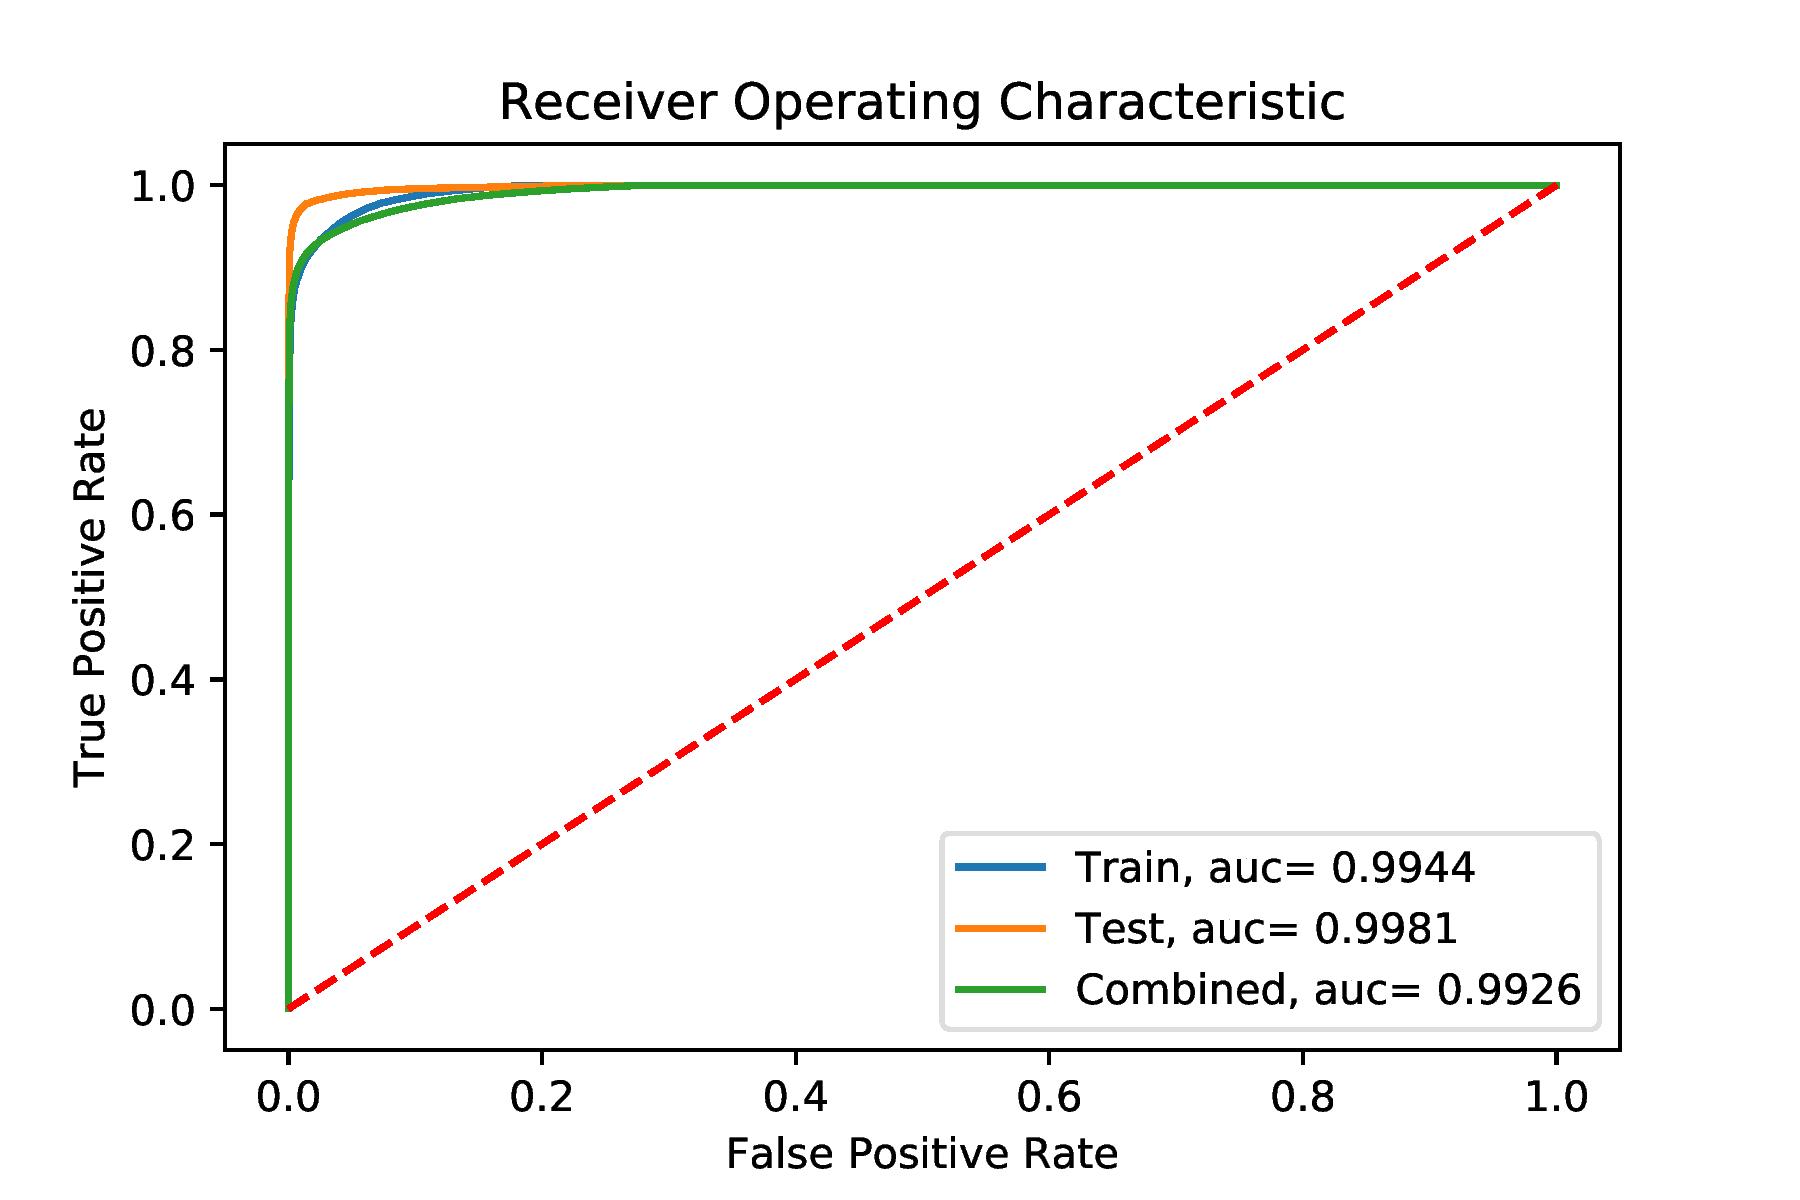 Receiver Operating Characteristic
1.0
0.8
0.6
0.4
0.2
0.0
True Positive Rate
Train, auc= 0.9944
Test, auc= 0.9981
Combined, auc= 0.9926
0.0 0.2 0.4 0.6 0.8 1.0
False Positive Rate